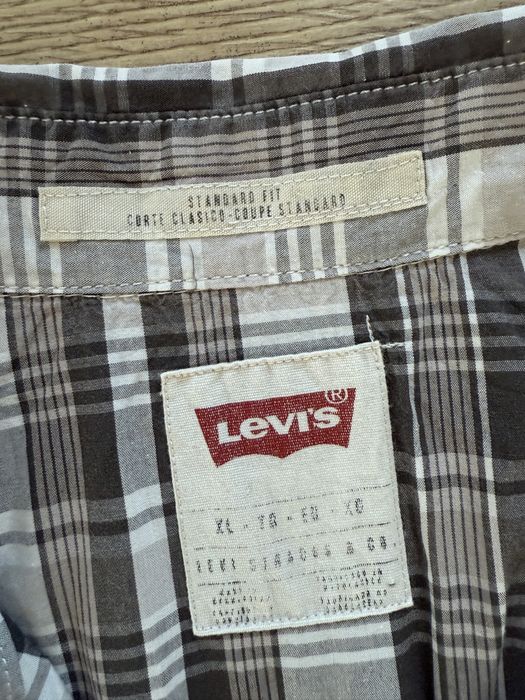 STANDARD FIT
CORTE CLASICO-COUPE STANDARD
LEVI'S®
XL - TG - EG - XG
LEVI STRAUSS & CO.